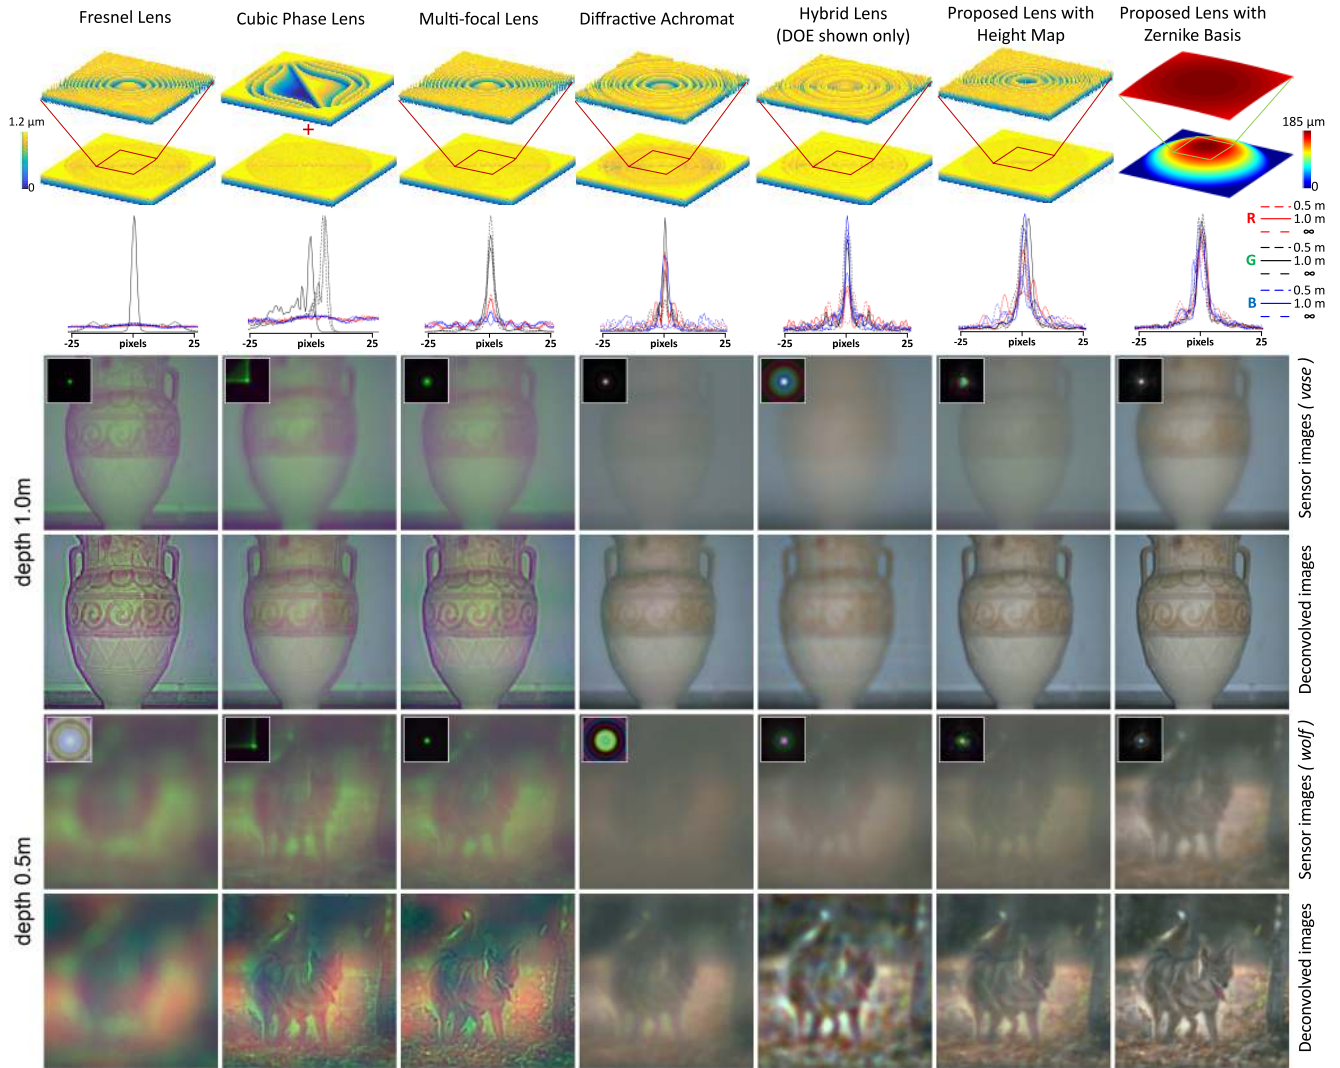 Fresnel Lens
Cubic Phase Lens
Multi-focal Lens
Diffractive Achromat
Hybrid Lens
(DOE shown only)
Proposed Lens with
Height Map
Proposed Lens with
Zernike Basis
1.2 μm
0
+
185 μm
0
R
0.5 m
1.0 m
∞
G
0.5 m
1.0 m
∞
B
0.5 m
1.0 m
∞
-25 pixels 25
-25 pixels 25
-25 pixels 25
-25 pixels 25
-25 pixels 25
-25 pixels 25
-25 pixels 25
depth 1.0m
Sensor images ( vase )
Deconvolved images
depth 0.5m
Sensor images ( wolf )
Deconvolved images